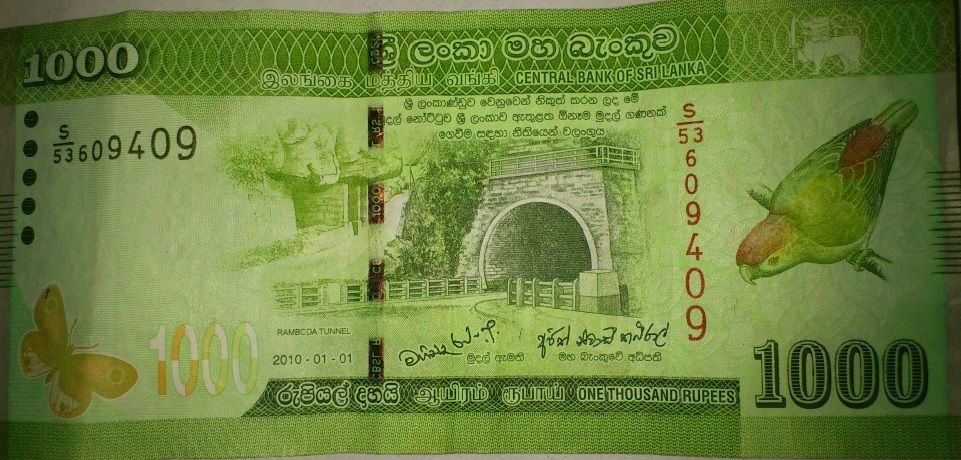 1000
ශ්‍රී ලංකා මහ බැංකුව
இலங்கை மத்திய வங்கி CENTRAL BANK OF SRI LANKA
ශ්‍රී ලංකාණ්ඩුව වෙනුවෙන් නිකුත් කරන ලද මේ
මුදල් නෝට්ටුව ශ්‍රී ලංකාව ඇතුළත ඕනෑම මුදල් ගණනක්
ගෙවීම සඳහා නීතියෙන් වලංගුය
S/53 609409
S/53 609409
RAMBODA TUNNEL
2010 - 01 - 01
මුදල් ඇමති
මහ බැංකුවේ අධිපති
1000
1000
රුපියල් දහයි ஆயிரம் ரூபாய் ONE THOUSAND RUPEES